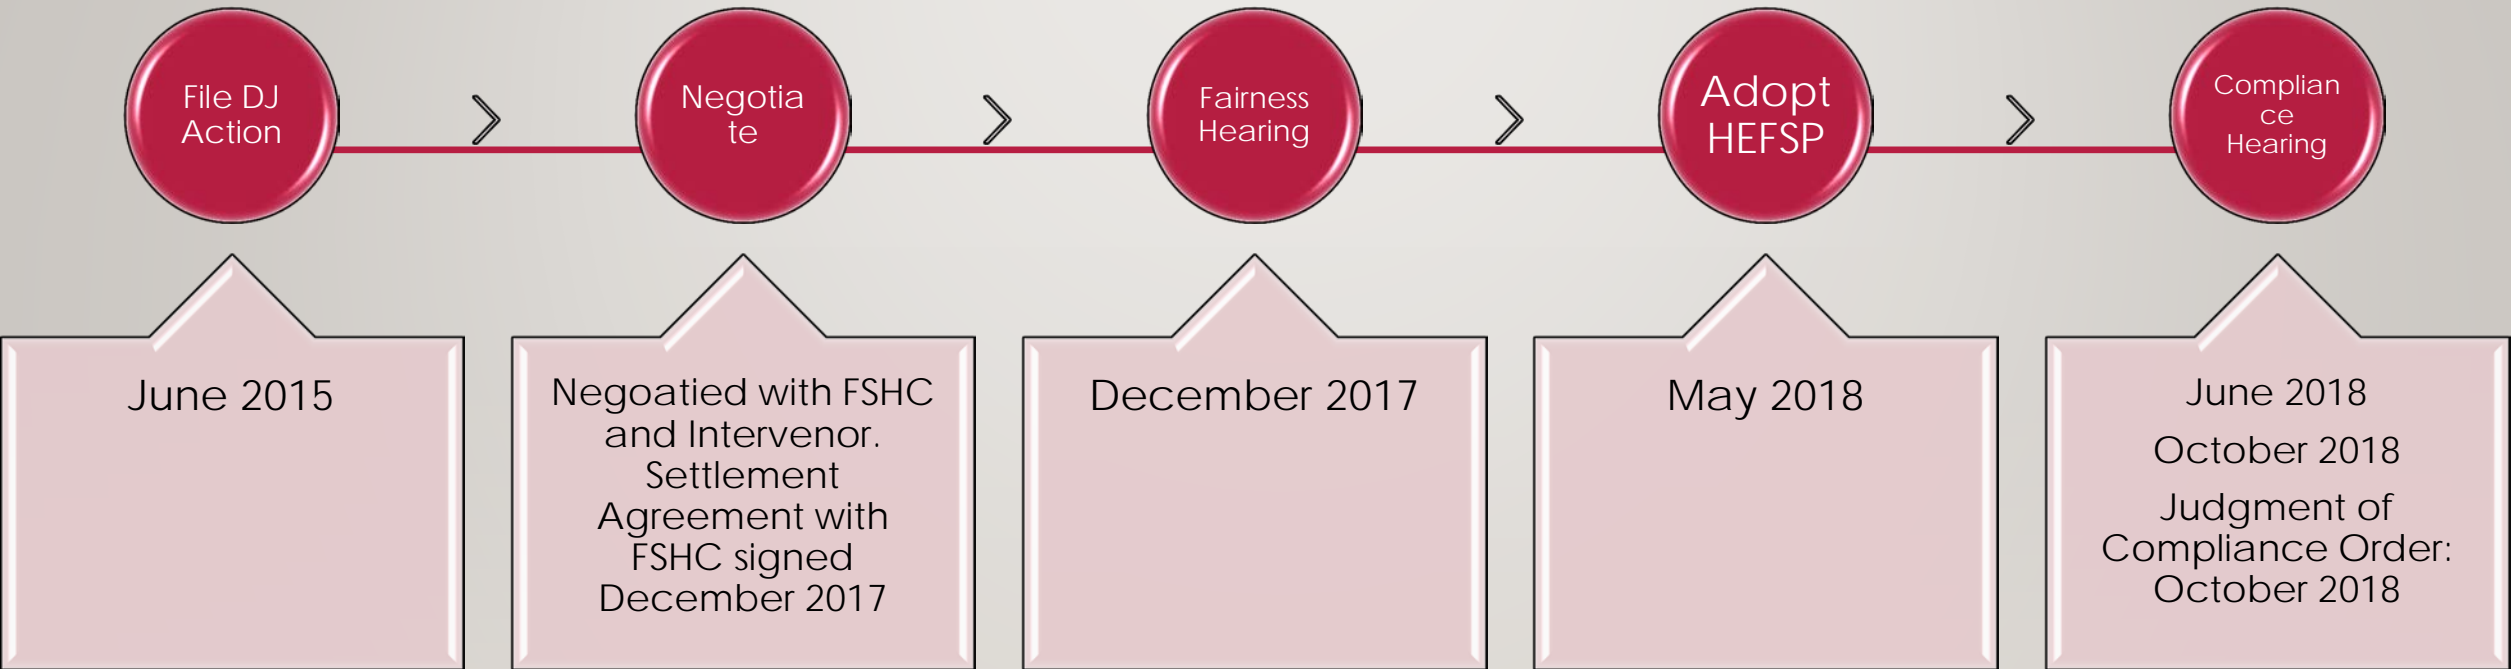 File DJ
Action
Negotia
te
Fairness
Hearing
Adopt
HEFSP
Complian
ce
Hearing
June 2015
Negoatied with FSHC
and Intervenor.
Settlement
Agreement with
FSHC signed
December 2017
December 2017
May 2018
June 2018
October 2018
Judgment of
Compliance Order:
October 2018